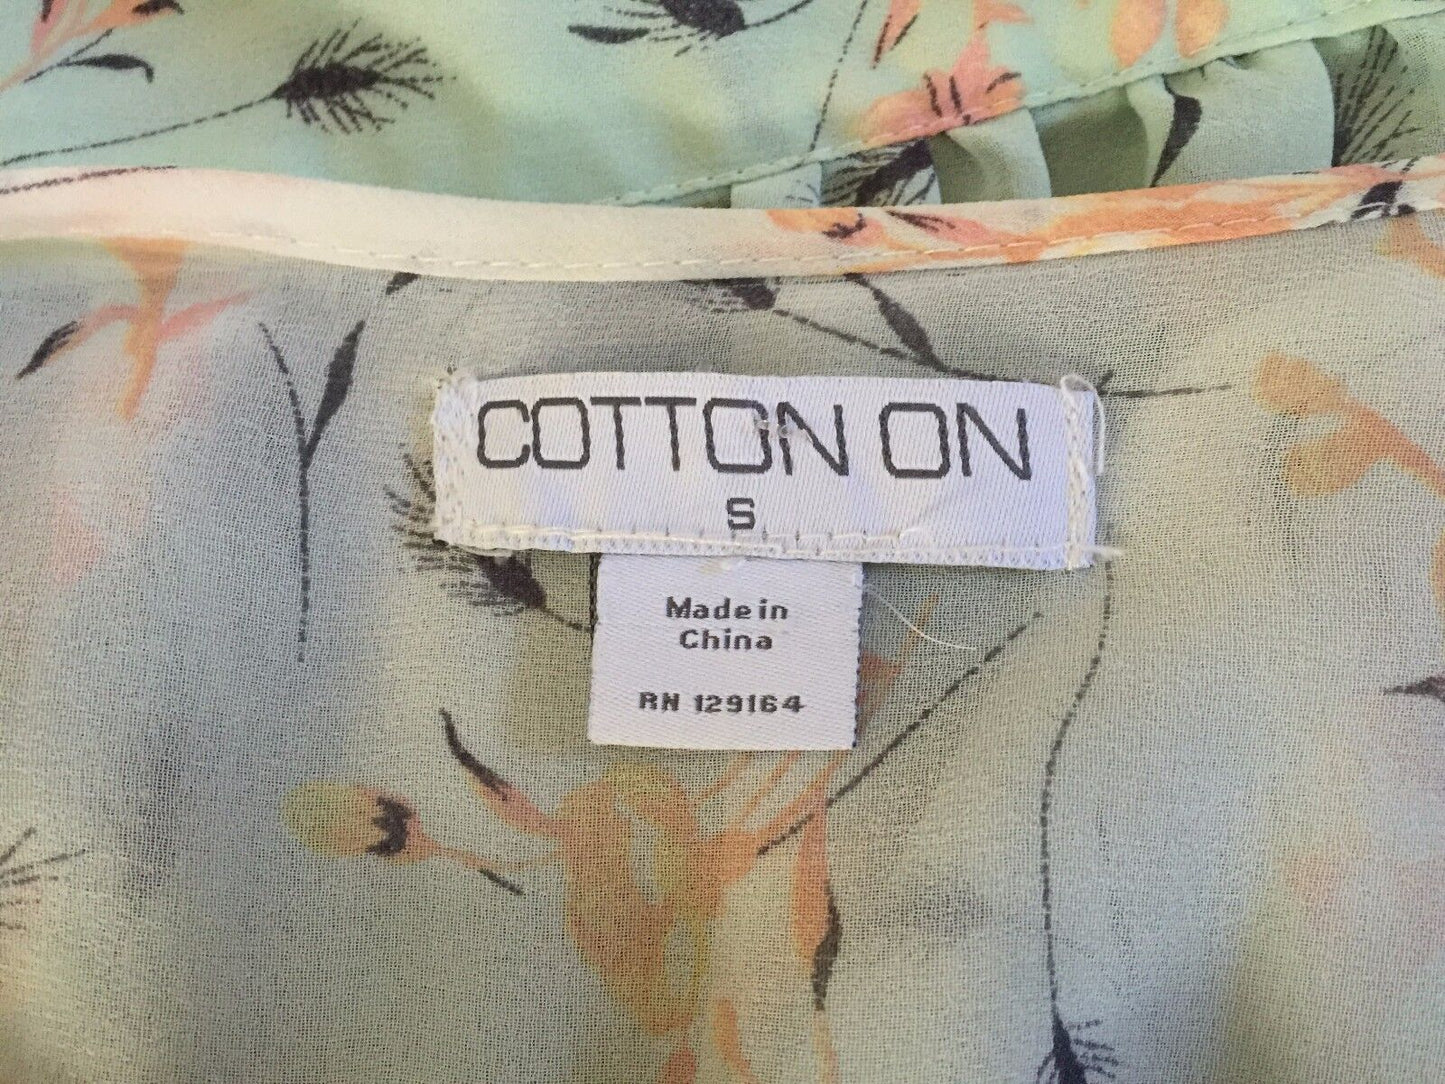 COTTON ON
S
Made in
China
RN 129164